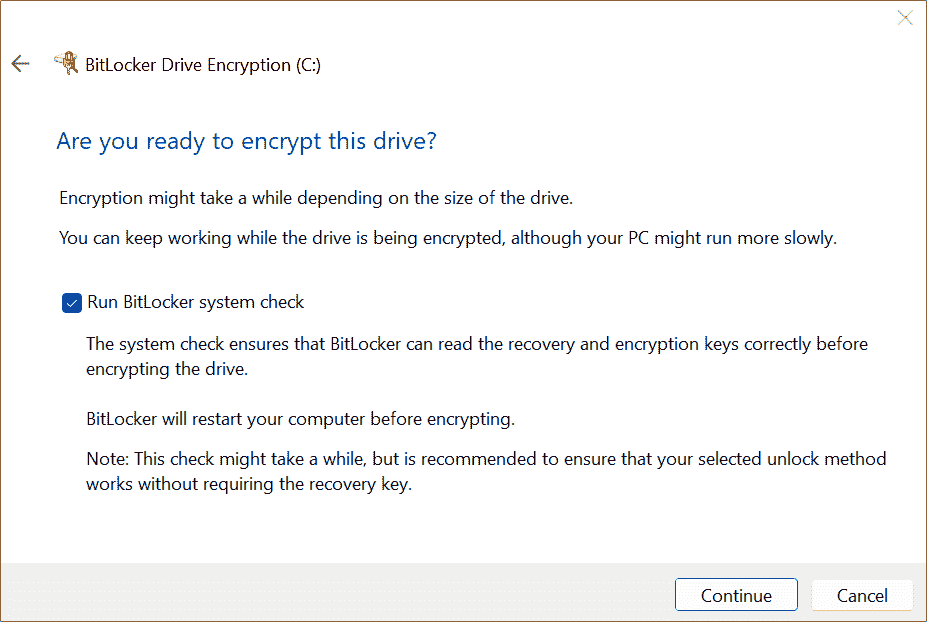 BitLocker Drive Encryption (C:)
Are you ready to encrypt this drive?
Encryption might take a while depending on the size of the drive.
You can keep working while the drive is being encrypted, although your PC might run more slowly.
Run BitLocker system check
The system check ensures that BitLocker can read the recovery and encryption keys correctly before
encrypting the drive.
BitLocker will restart your computer before encrypting.
Note: This check might take a while, but is recommended to ensure that your selected unlock method
works without requiring the recovery key.
Continue
Cancel